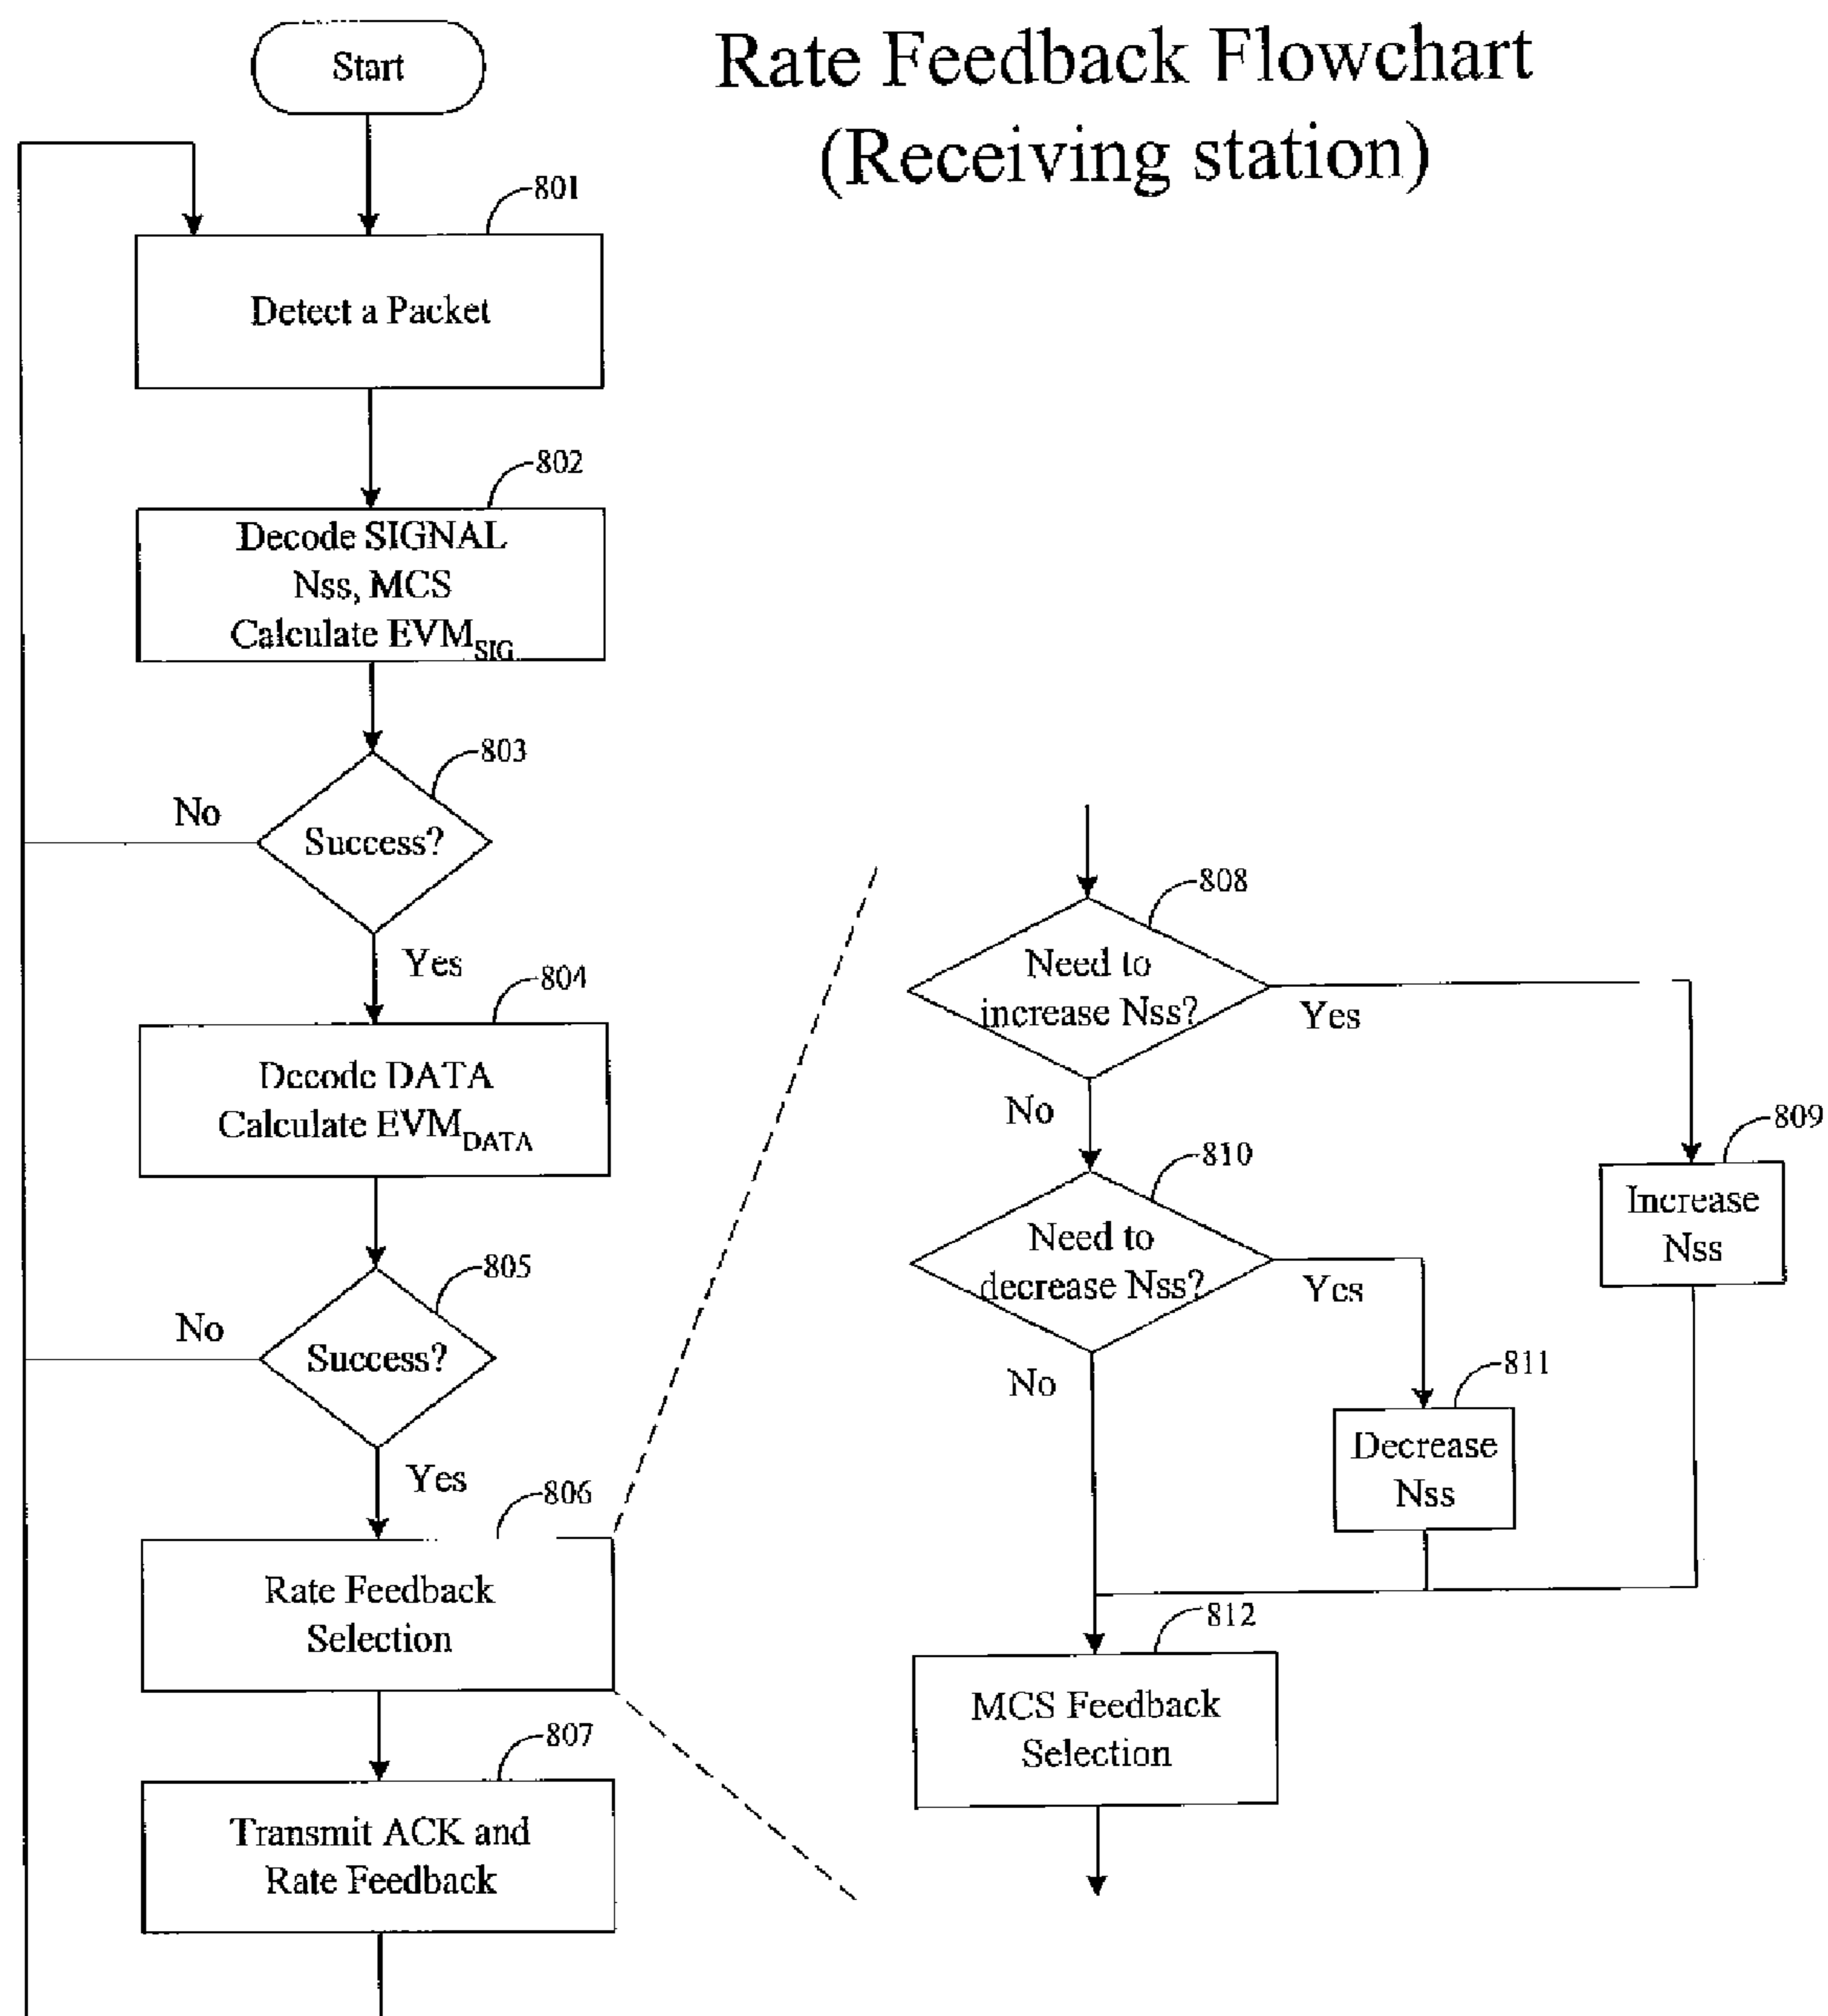 Rate Feedback Flowchart
(Receiving station)
Start
801
Detect a Packet
802
Decode SIGNAL
Nss, MCS
Calculate EVM_SIG
803
Success?
No
Yes
804
Decode DATA
Calculate EVM_DATA
805
Success?
No
Yes
806
Rate Feedback
Selection
807
Transmit ACK and
Rate Feedback
808
Need to
increase Nss?
Yes
No
809
Increase
Nss
810
Need to
decrease Nss?
Yes
No
811
Decrease
Nss
812
MCS Feedback
Selection